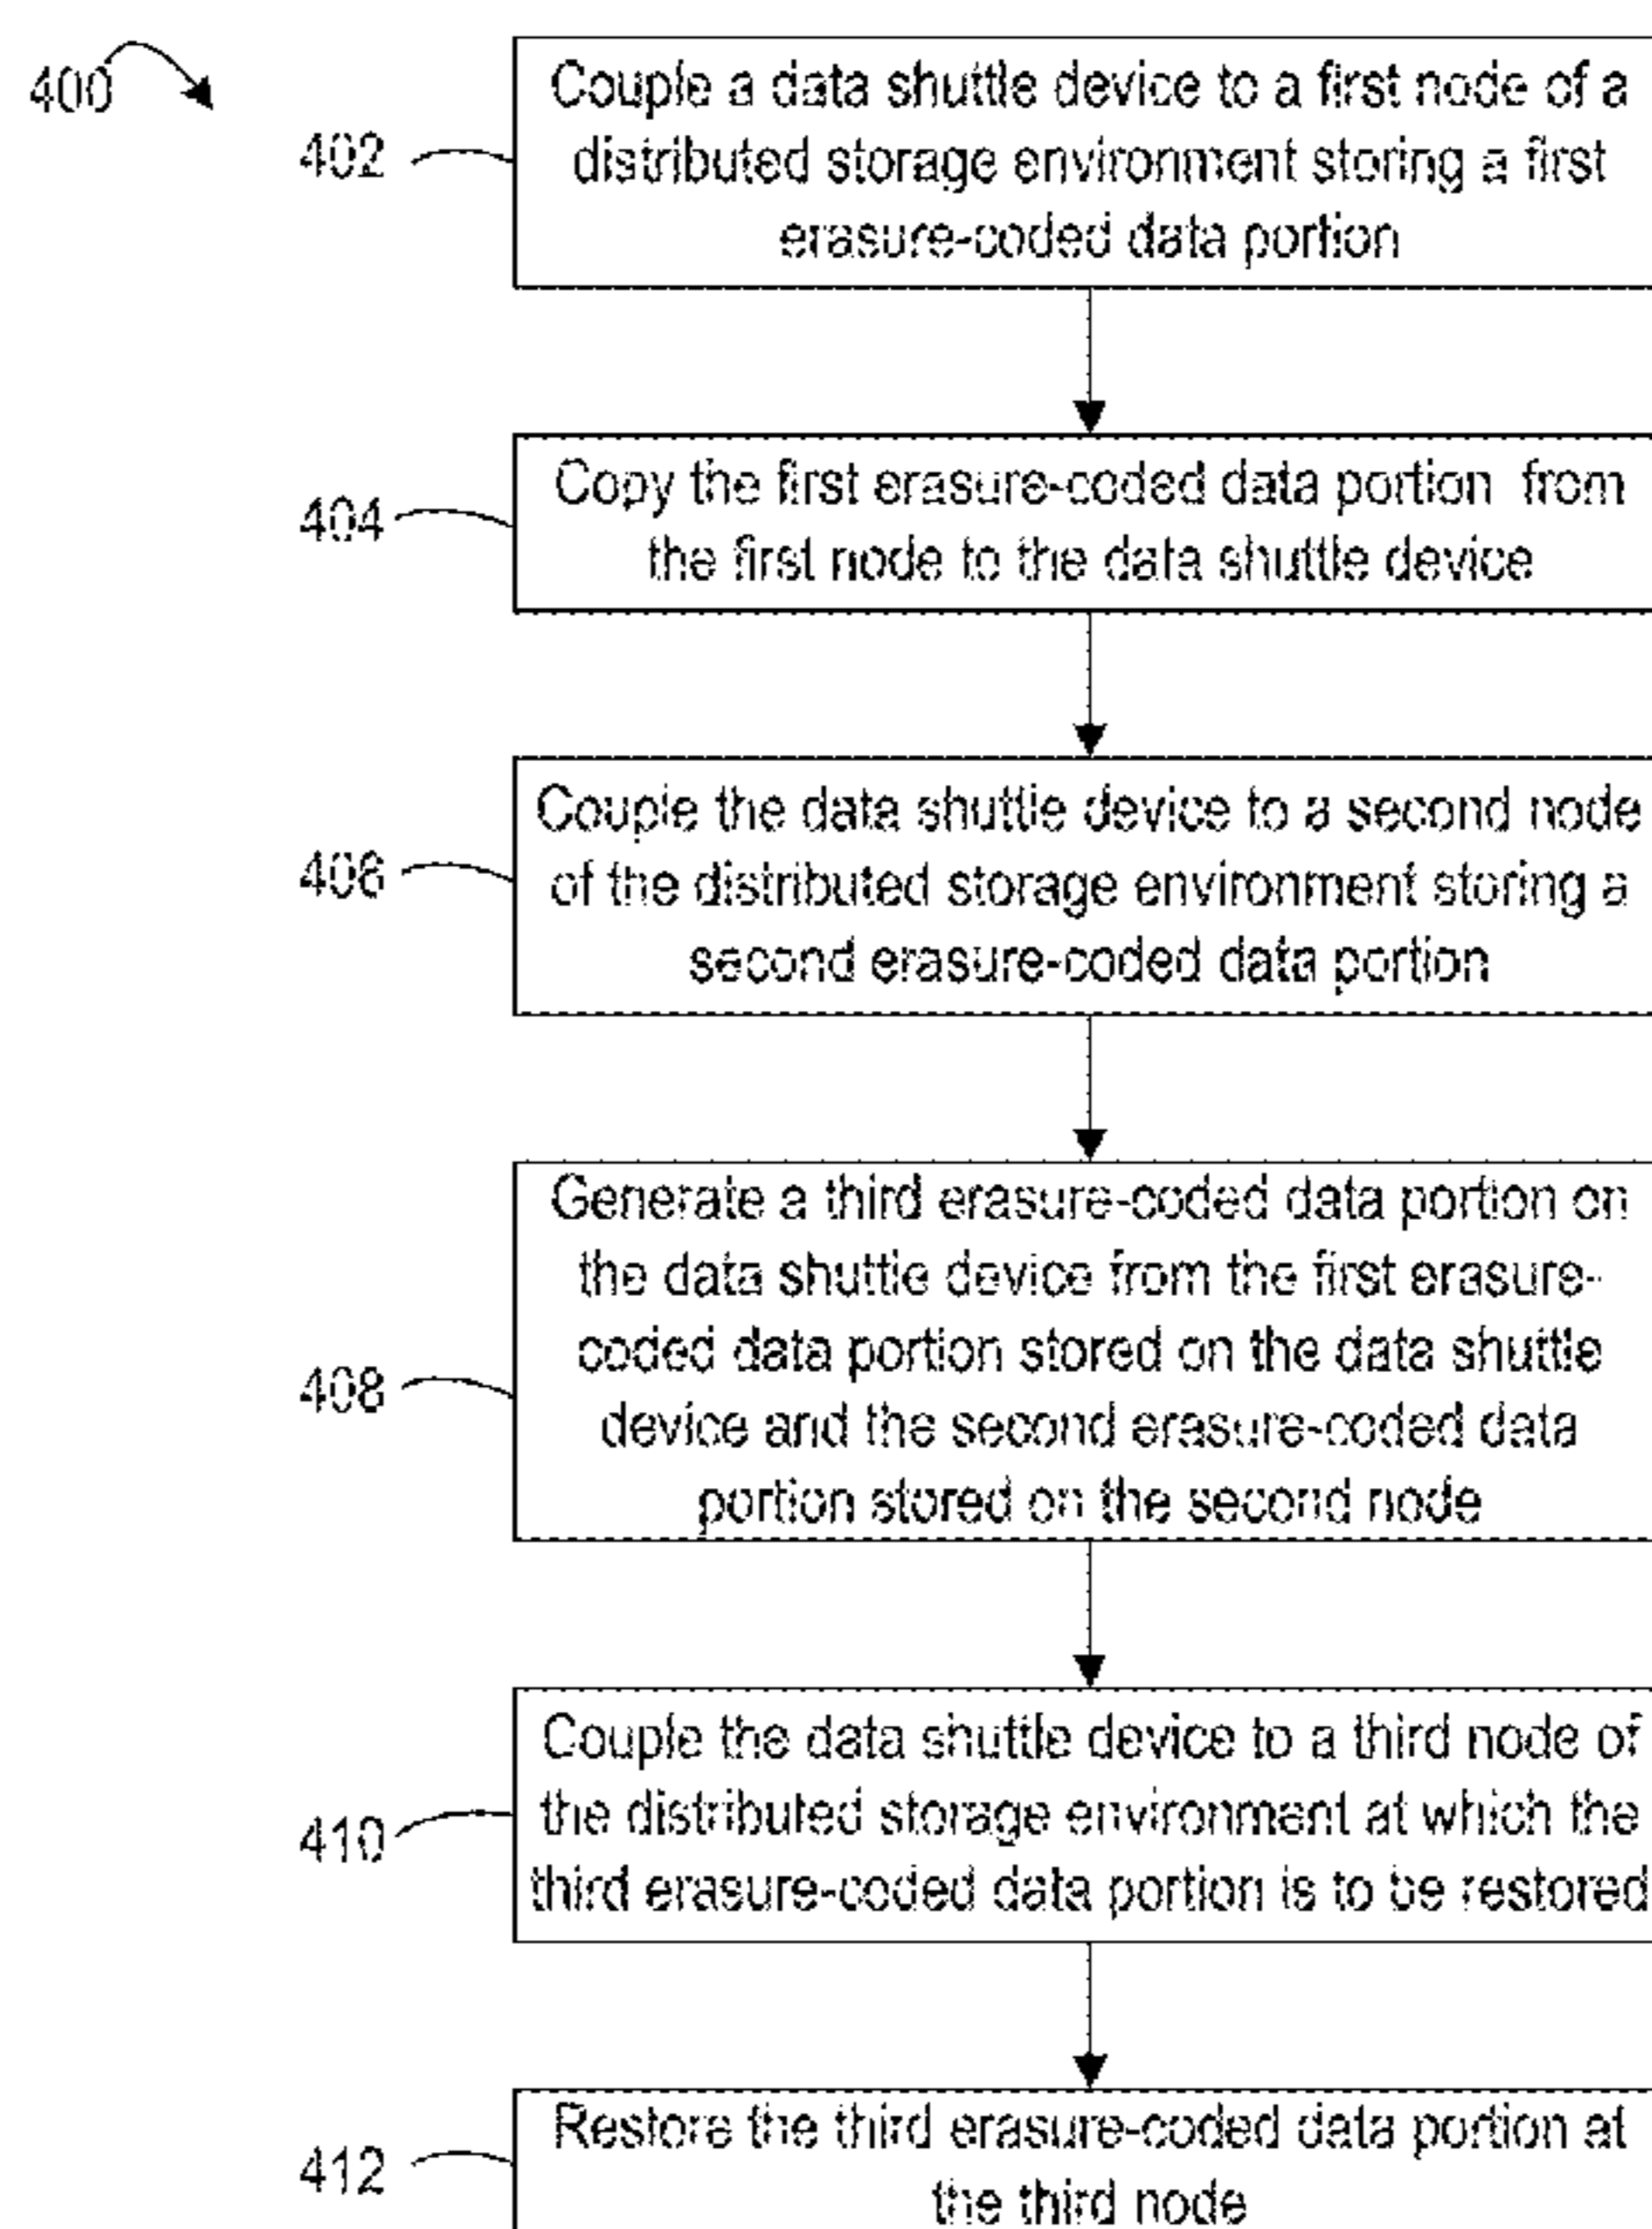 400
402
Couple a data shuttle device to a first node of a
distributed storage environment storing a first
erasure-coded data portion
404
Copy the first erasure-coded data portion from
the first node to the data shuttle device
406
Couple the data shuttle device to a second node
of the distributed storage environment storing a
second erasure-coded data portion
408
Generate a third erasure-coded data portion on
the data shuttle device from the first erasure-
coded data portion stored on the data shuttle
device and the second erasure-coded data
portion stored on the second node
410
Couple the data shuttle device to a third node of
the distributed storage environment at which the
third erasure-coded data portion is to be restored
412
Restore the third erasure-coded data portion at
the third node